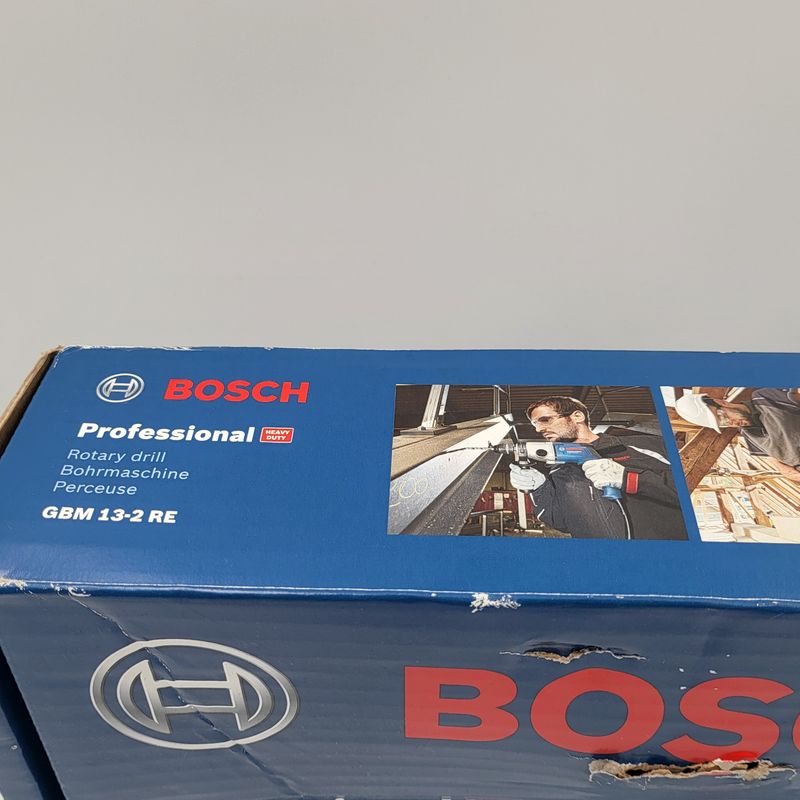 BOSCH
Professional HEAVY DUTY
Rotary drill
Bohrmaschine
Perceuse
GBM 13-2 RE
BOS